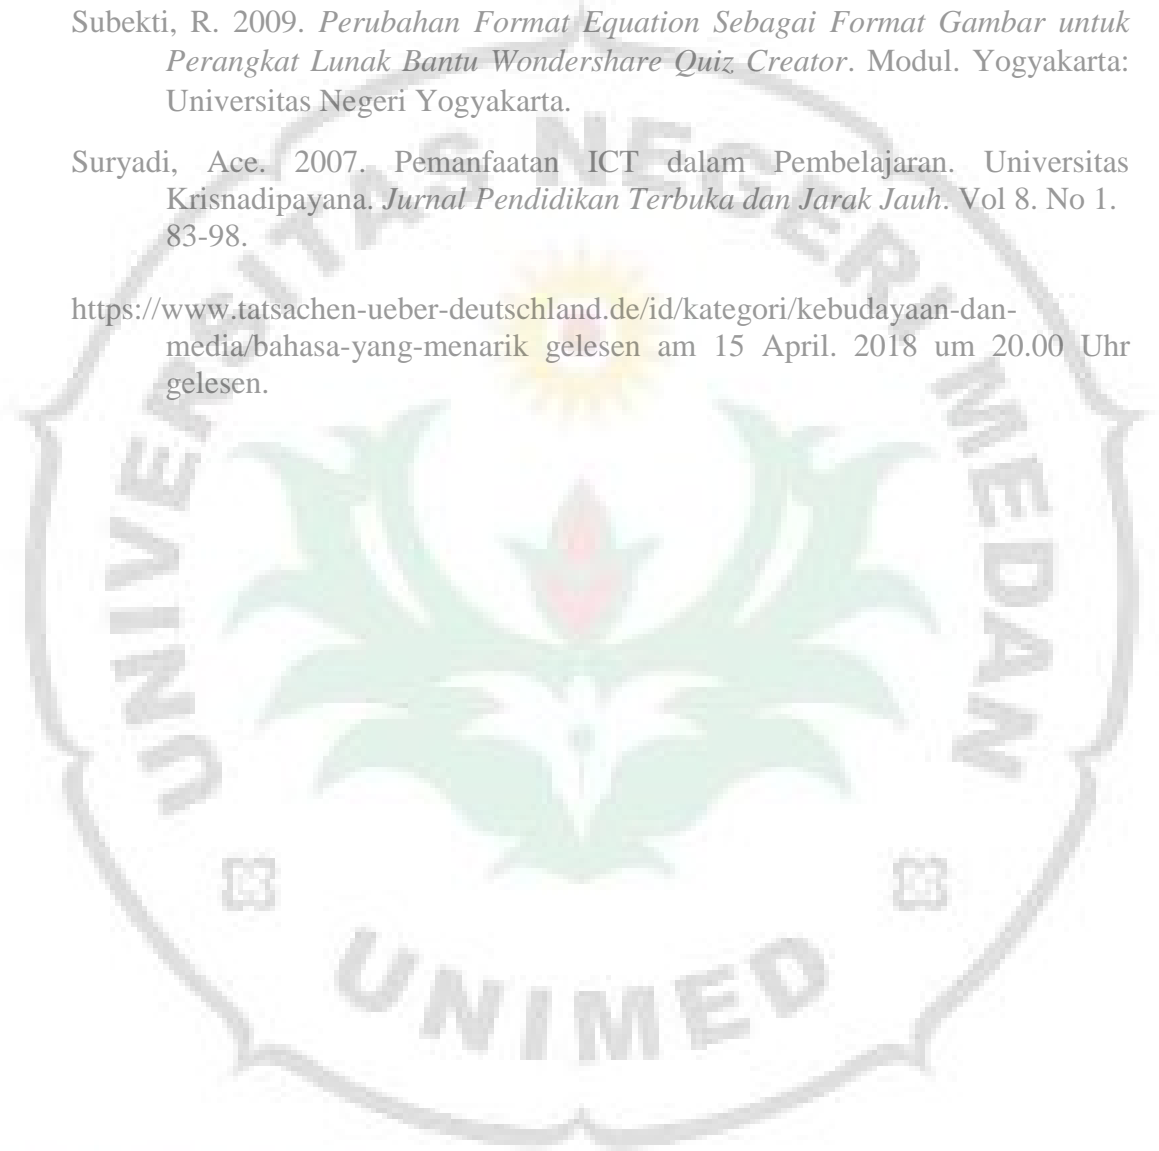 Subekti, R. 2009. Perubahan Format Equation Sebagai Format Gambar untuk
Perangkat Lunak Bantu Wondershare Quiz Creator. Modul. Yogyakarta:
Universitas Negeri Yogyakarta.
Suryadi, Ace. 2007. Pemanfaatan ICT dalam Pembelajaran. Universitas
Krisnadipayana. Jurnal Pendidikan Terbuka dan Jarak Jauh. Vol 8. No 1.
83-98.
https://www.tatsachen-ueber-deutschland.de/id/kategori/kebudayaan-dan-
media/bahasa-yang-menarik gelesen am 15 April. 2018 um 20.00 Uhr
gelesen.
UNIVERSITAS NEGERI MEDAN
UNIMED